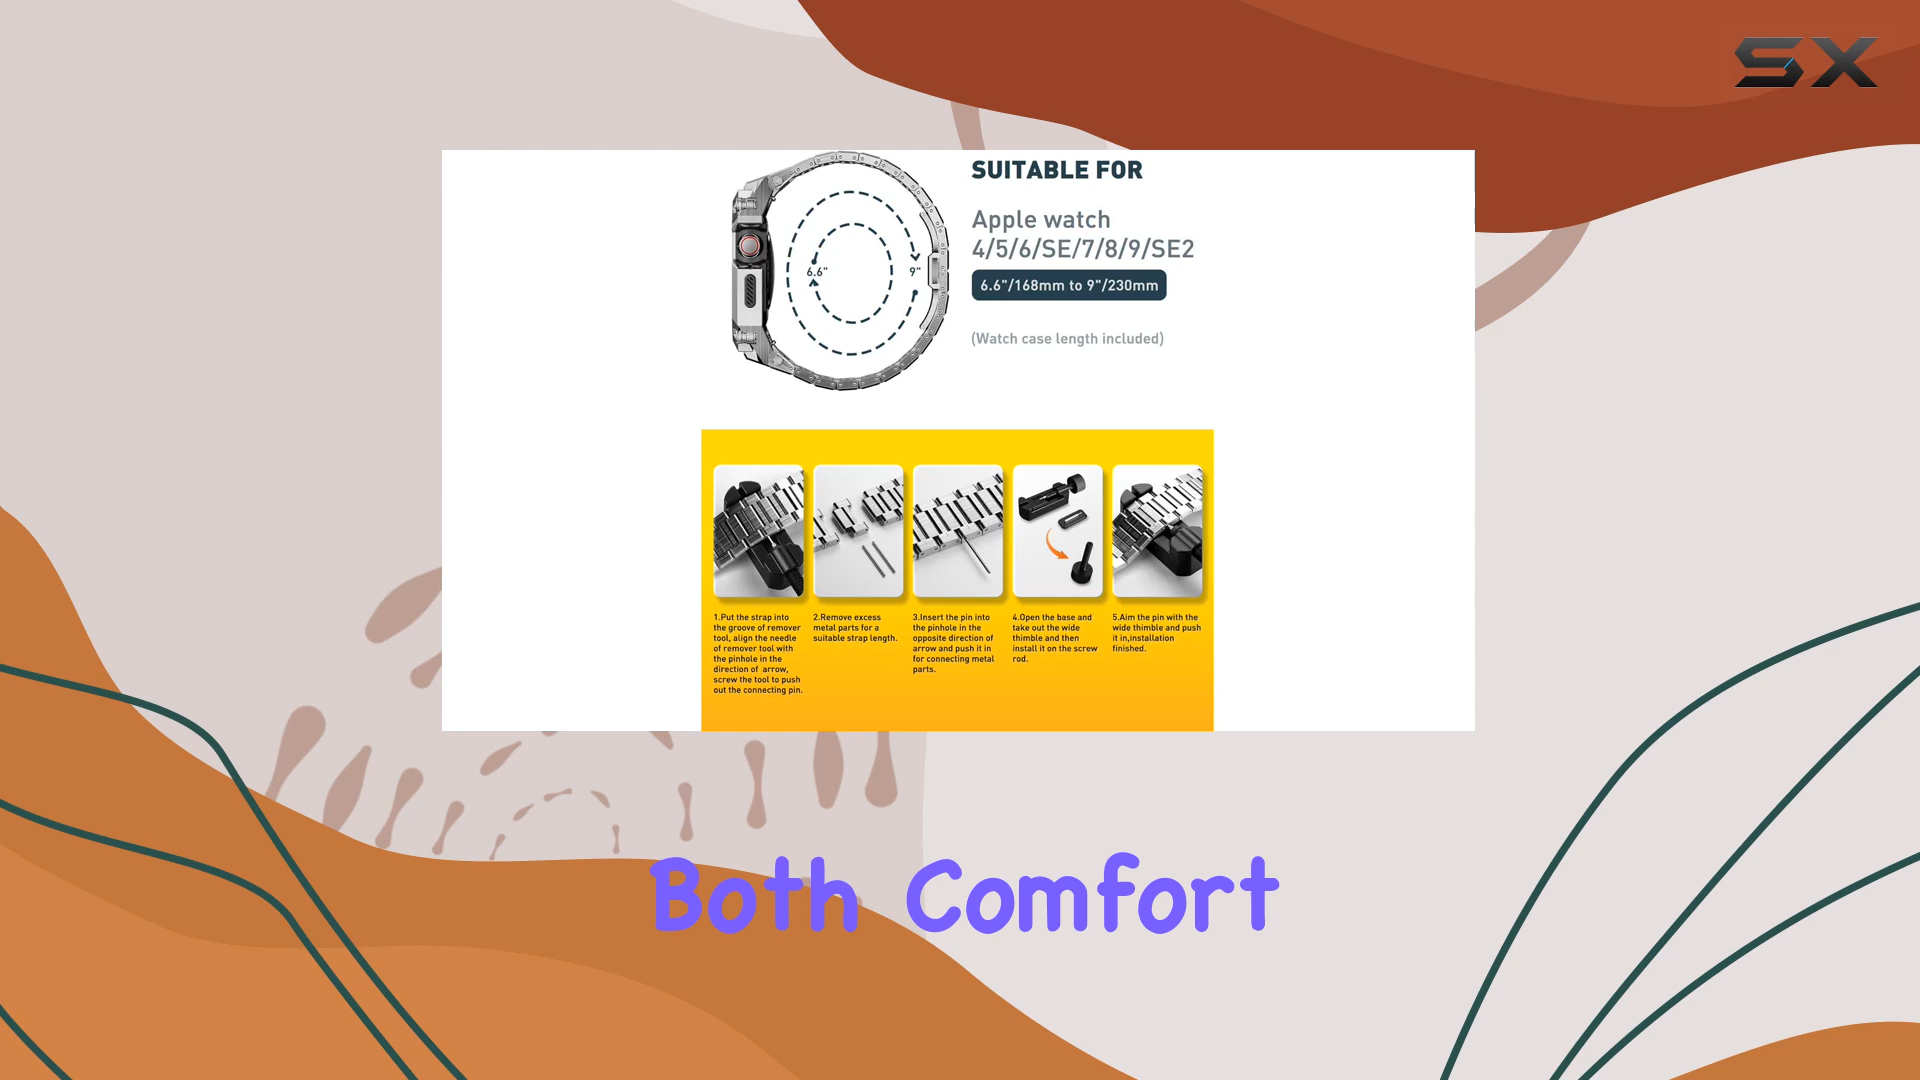 SX
SUITABLE FOR
Apple watch
4/5/6/SE/7/8/9/SE2
6.6"/168mm to 9"/230mm
(Watch case length included)
6.6"
9"
1.Put the strap into
the groove of remover
tool, align the needle
of remover tool with
the pinhole in the
direction of arrow,
screw the tool to push
out the connecting pin.
2.Remove excess
metal parts for a
suitable strap length.
3.Insert the pin into
the pinhole in the
opposite direction of
arrow and push it in
for connecting metal
parts.
4.Open the base and
take out the wide
thimble and then
install it on the screw
rod.
5.Aim the pin with the
wide thimble and push
it in,installation
finished.
Both Comfort